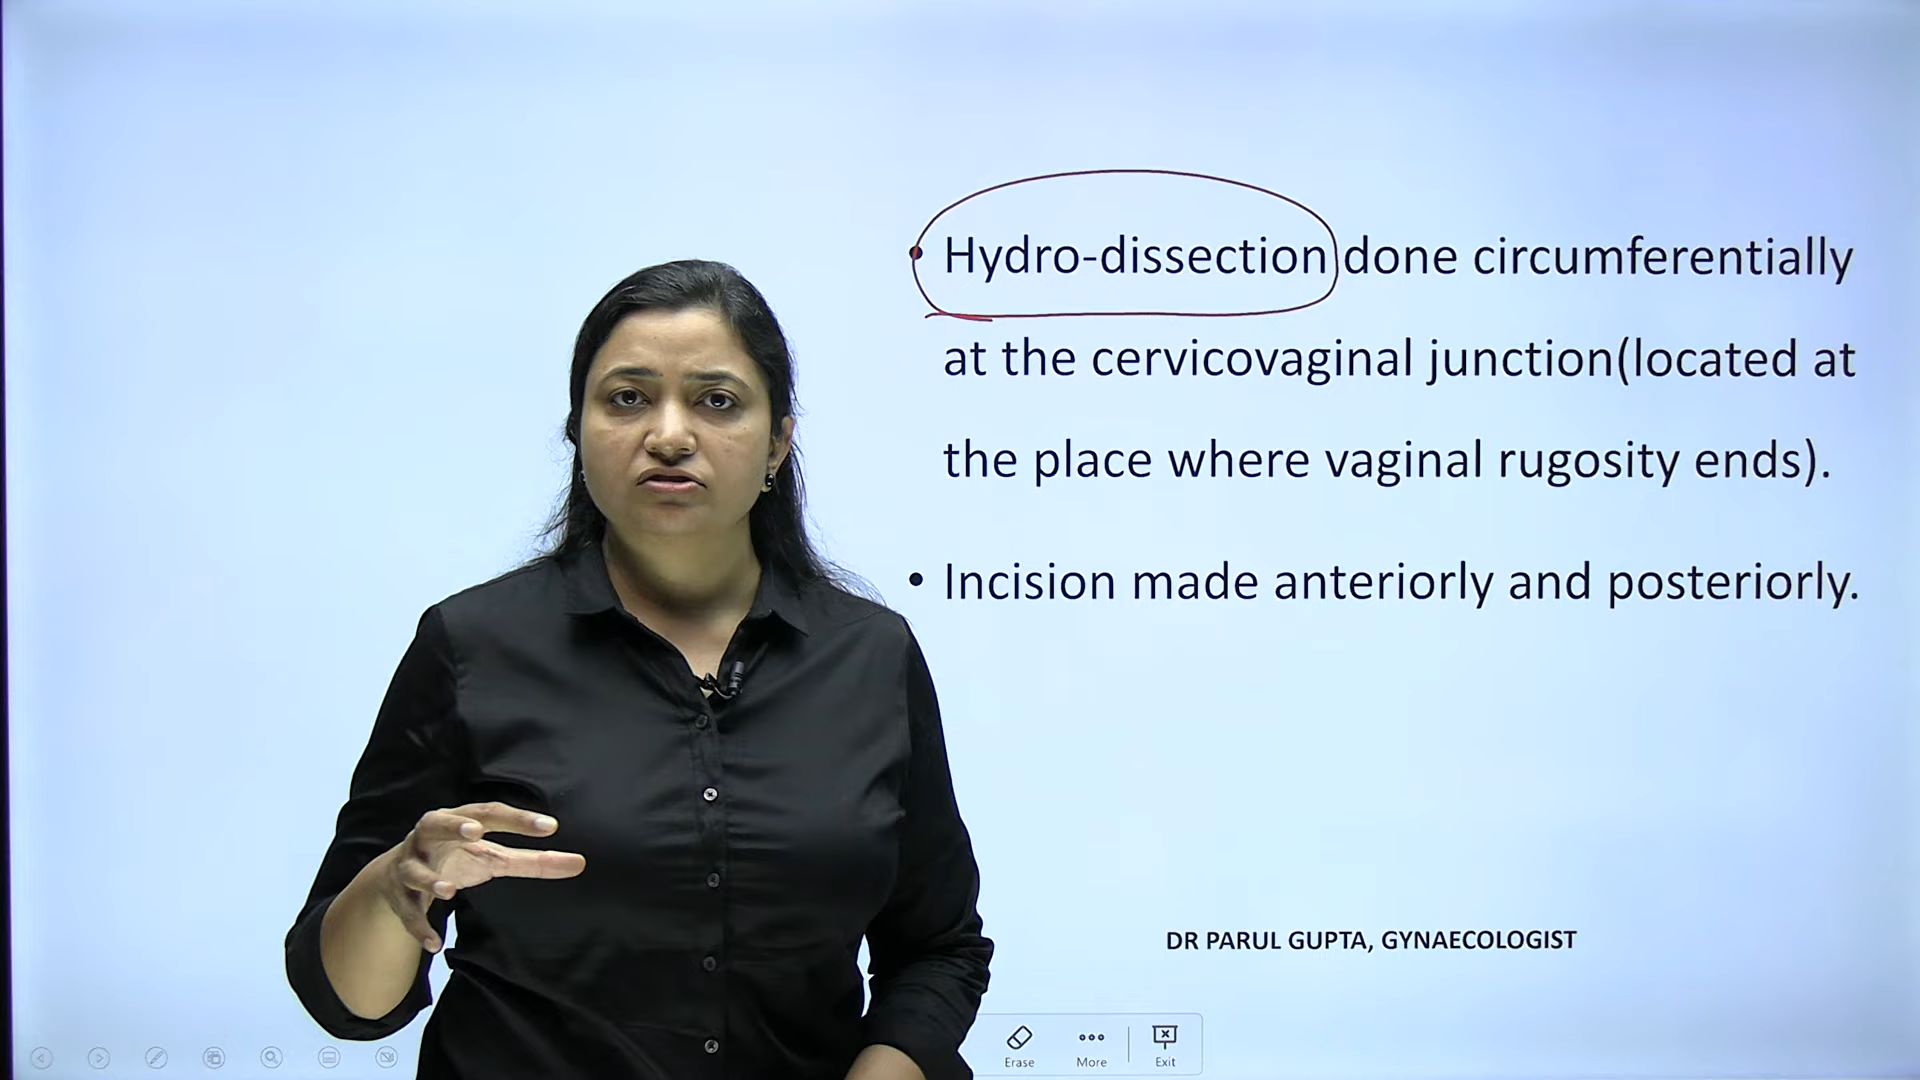 • Hydro-dissection done circumferentially
at the cervicovaginal junction(located at
the place where vaginal rugosity ends).
• Incision made anteriorly and posteriorly.
DR PARUL GUPTA, GYNAECOLOGIST
Erase
More
Exit